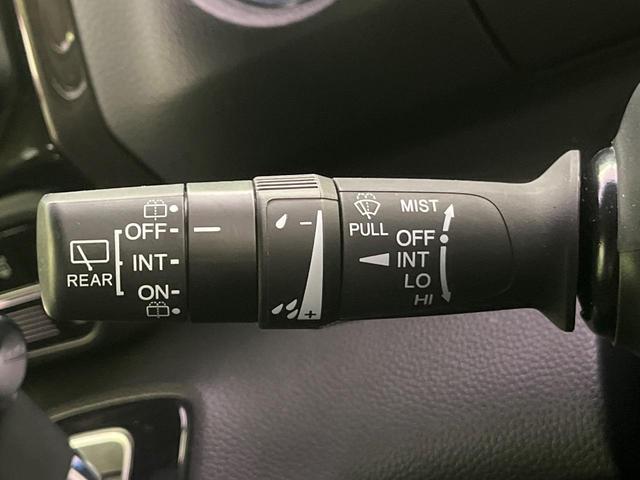 REAR
OFF
INT
ON
−
+
PULL
MIST
OFF
INT
LO
HI